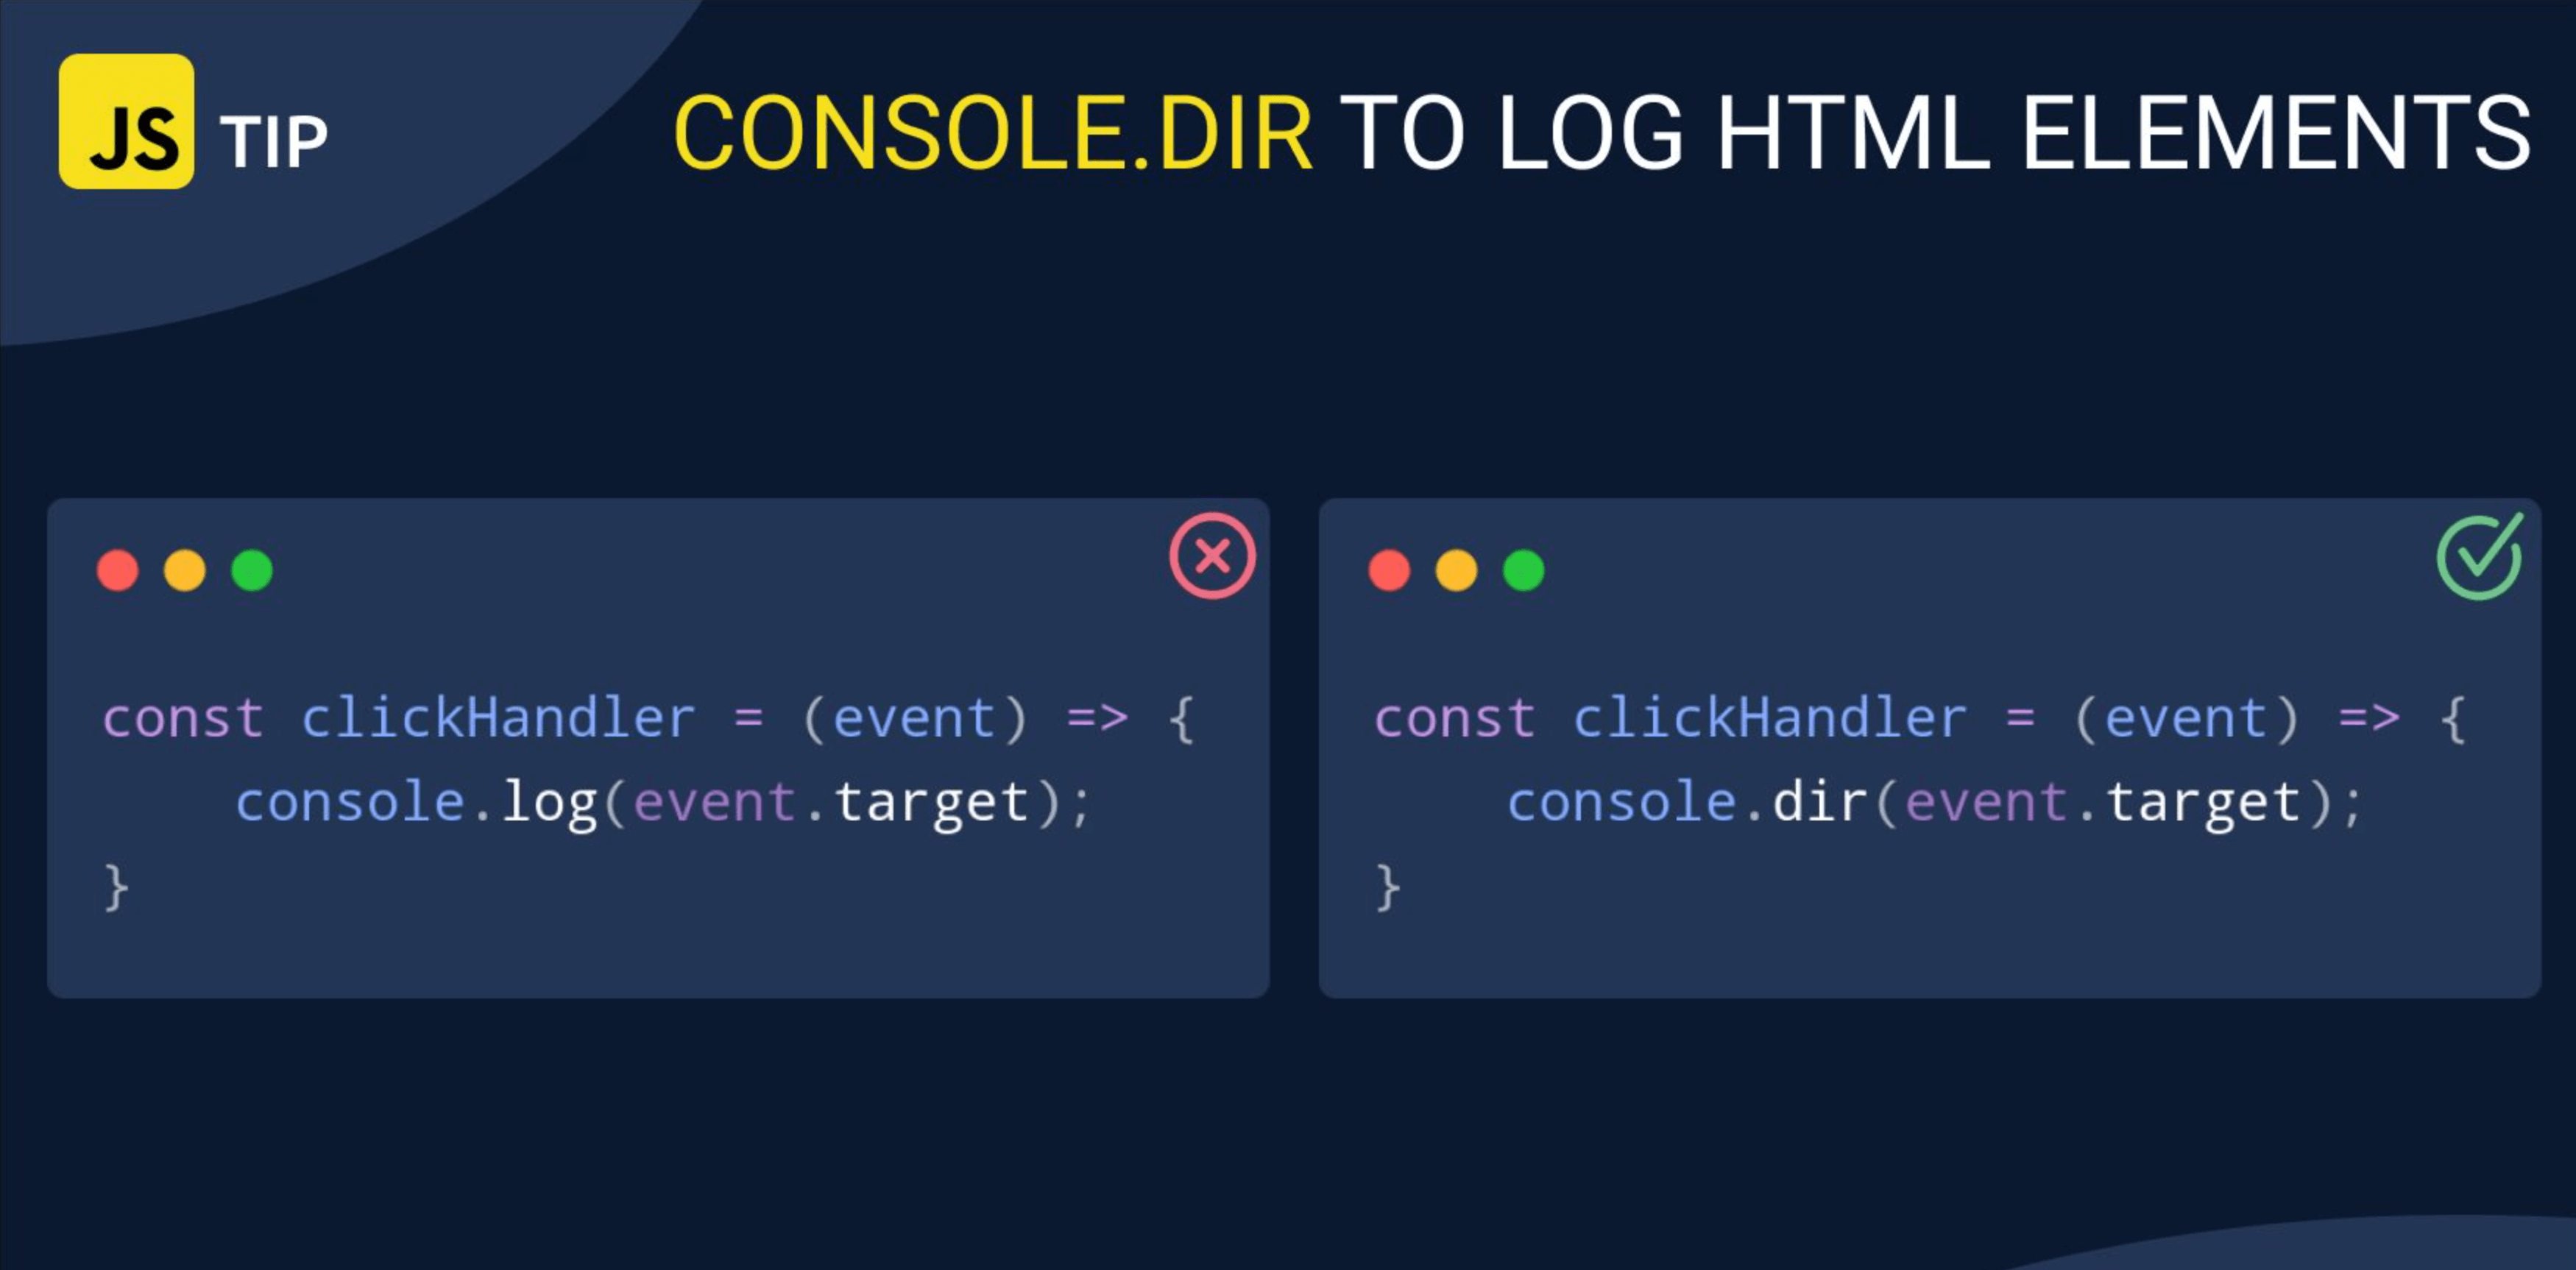 JS TIP
CONSOLE.DIR TO LOG HTML ELEMENTS
const clickHandler = (event) => {
    console.log(event.target);
}
const clickHandler = (event) => {
    console.dir(event.target);
}